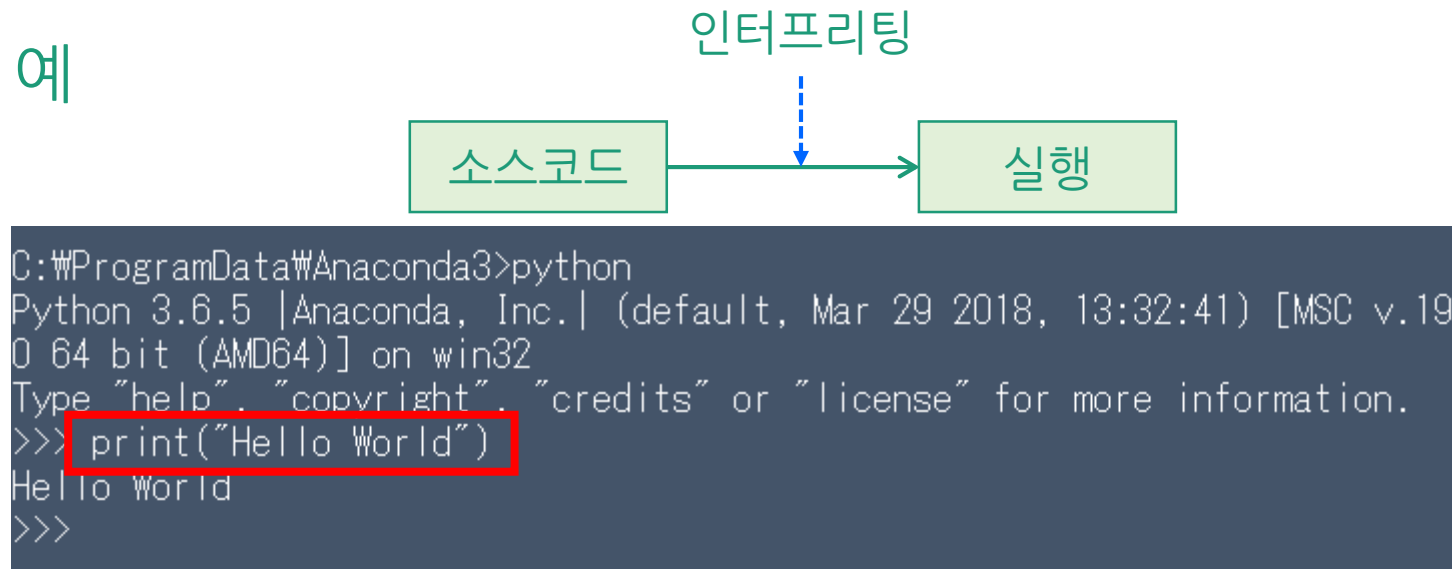 인터프리팅
예
소스코드
실행
C:₩ProgramData₩Anaconda3>python
Python 3.6.5 |Anaconda, Inc.| (default, Mar 29 2018, 13:32:41) [MSC v.19
0 64 bit (AMD64)] on win32
Type "help", "copyright", "credits" or "license" for more information.
>>> print("Hello World")
Hello World
>>>